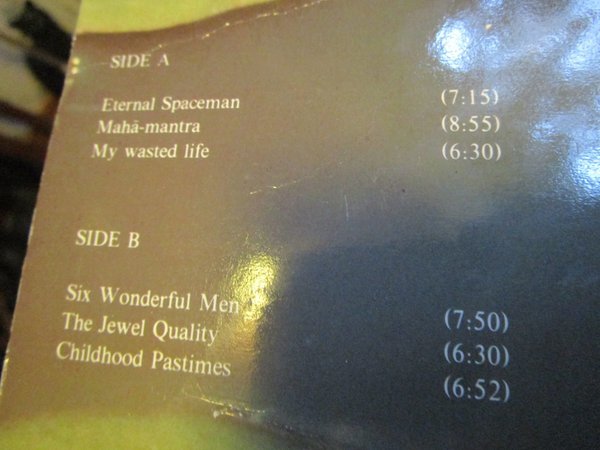 SIDE A
Eternal Spaceman (7:15)
Mahā-mantra (8:55)
My wasted life (6:30)
SIDE B
Six Wonderful Men (7:50)
The Jewel Quality (6:30)
Childhood Pastimes (6:52)